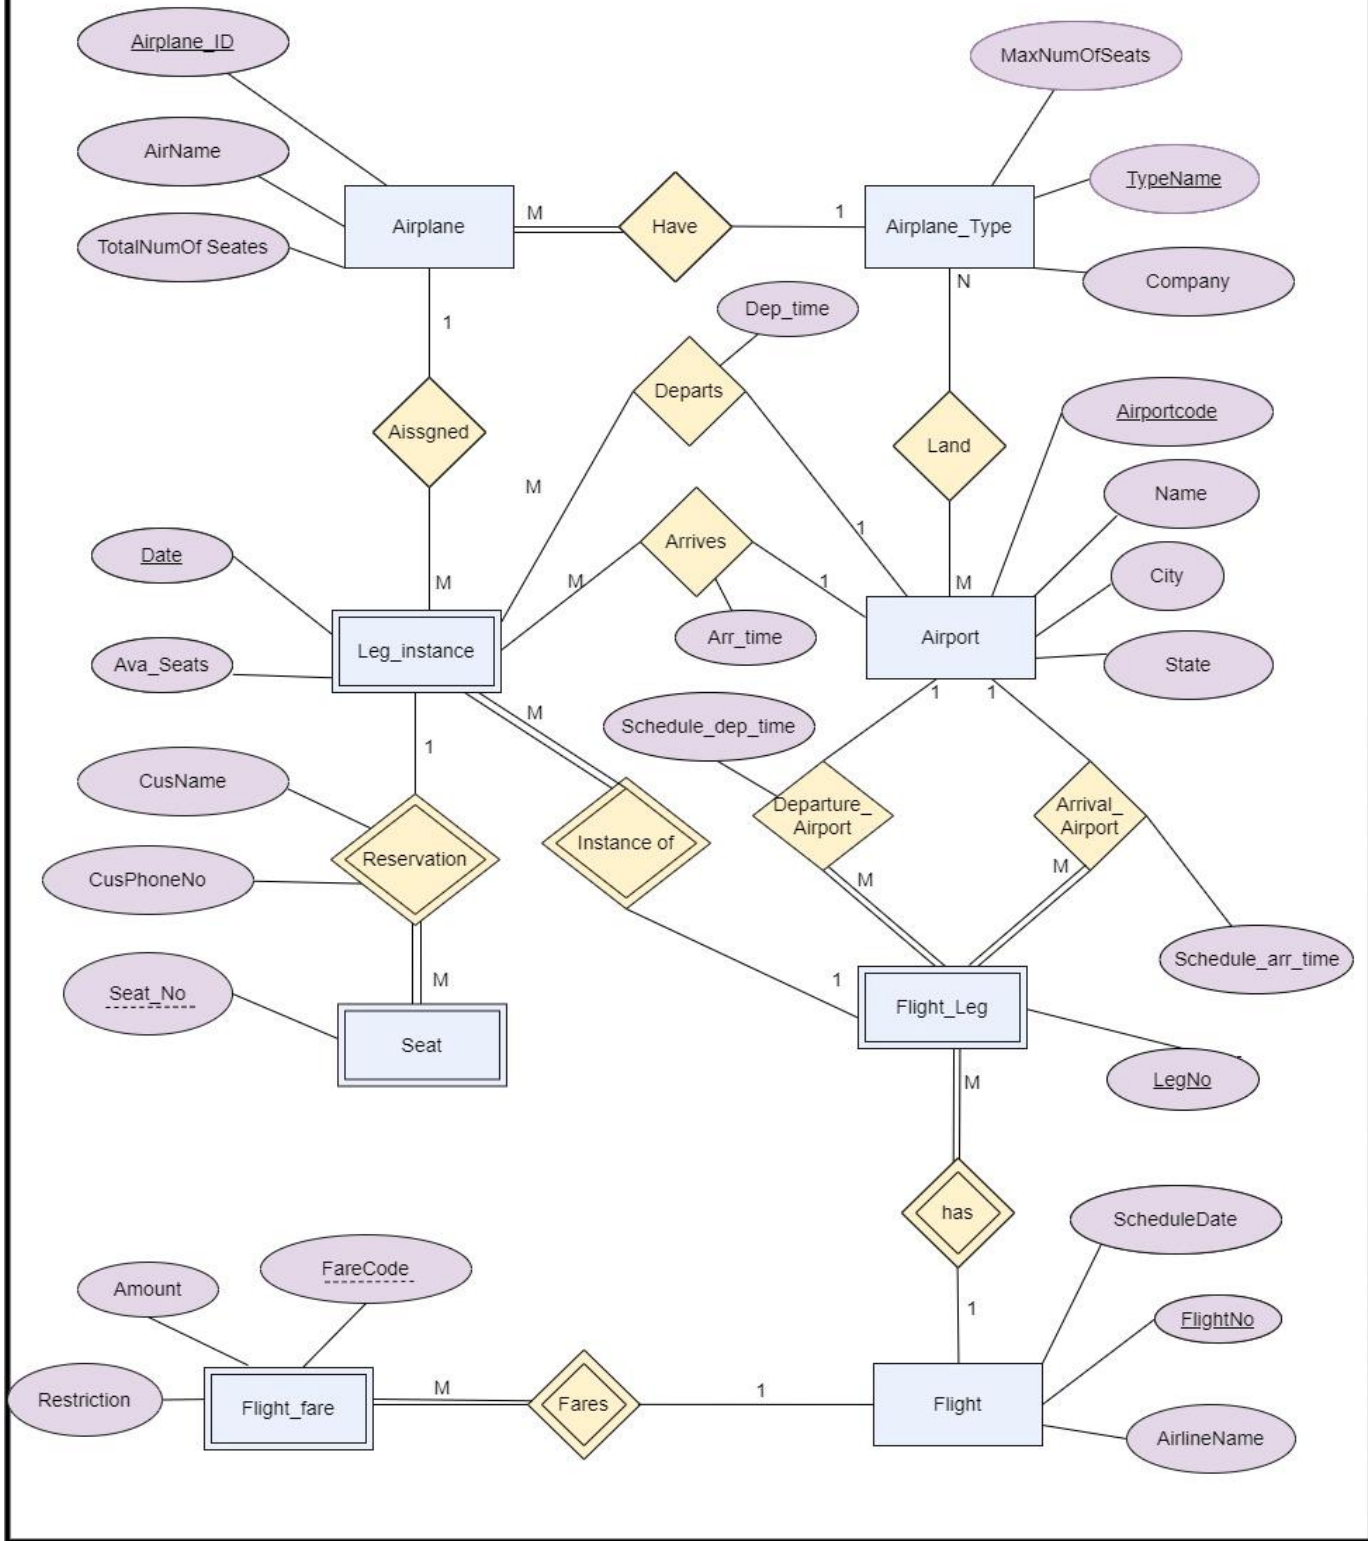 Airplane_ID
MaxNumOfSeats
AirName
TypeName
TotalNumOf Seates
Airplane
M
Have
1
Airplane_Type
Company
N
Dep_time
1
Departs
Airportcode
Aissgned
Land
M
Name
1
Date
Arrives
City
M
M
1
M
Arr_time
Airport
Leg_instance
Ava_Seats
State
1
1
M
Schedule_dep_time
1
CusName
Departure_
Airport
Arrival_
Airport
Instance of
Reservation
CusPhoneNo
M
M
Schedule_arr_time
M
1
Seat_No
Flight_Leg
Seat
LegNo
M
has
ScheduleDate
FareCode
Amount
1
FlightNo
Restriction
M
1
Flight_fare
Fares
Flight
AirlineName